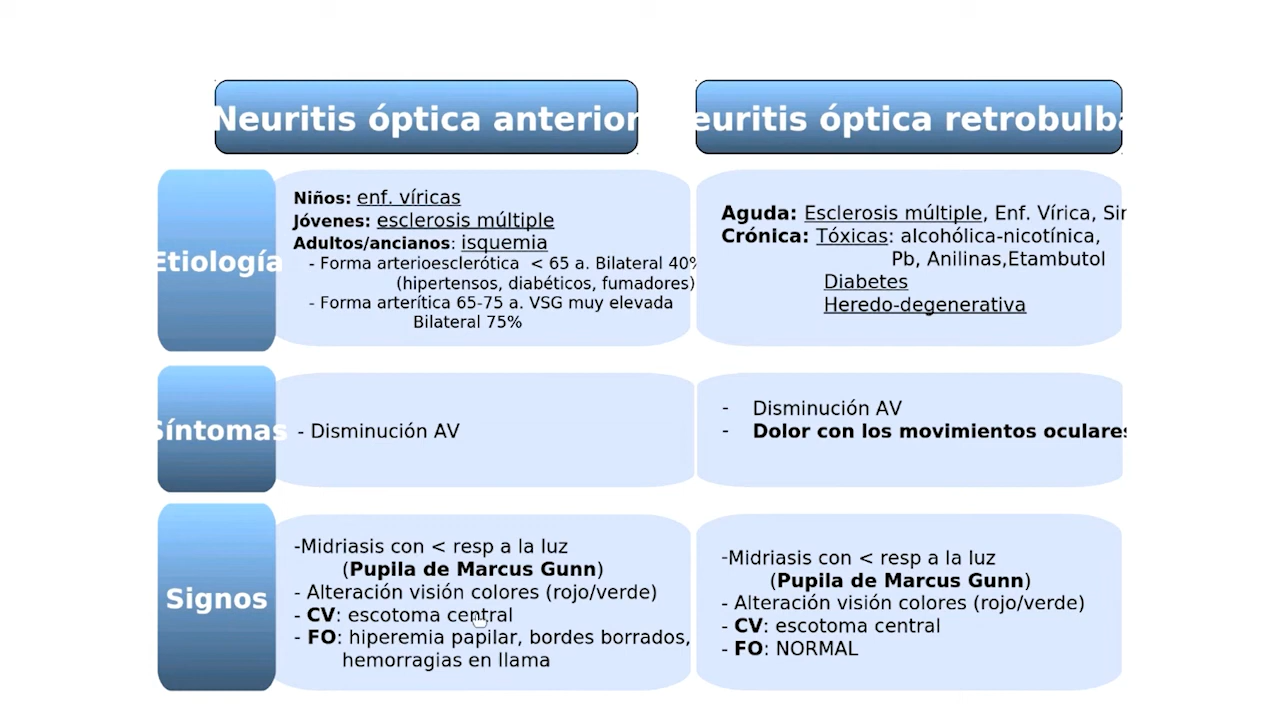 Neuritis óptica anterior
euritis óptica retrobulba
Etiología
Niños: enf. víricas
Jóvenes: esclerosis múltiple
Adultos/ancianos: isquemia
- Forma arterioesclerótica < 65 a. Bilateral 40%
(hipertensos, diabéticos, fumadores)
- Forma arterítica 65-75 a. VSG muy elevada
Bilateral 75%
Aguda: Esclerosis múltiple, Enf. Vírica,
Crónica: Tóxicas: alcohólica-nicotínica,
Pb, Anilinas,Etambutol
Diabetes
Heredo-degenerativa
Síntomas
- Disminución AV
- Disminución AV
- Dolor con los movimientos oculares
Signos
-Midriasis con < resp a la luz
(Pupila de Marcus Gunn)
- Alteración visión colores (rojo/verde)
- CV: escotoma central
- FO: hiperemia papilar, bordes borrados,
hemorragias en llama
-Midriasis con < resp a la luz
(Pupila de Marcus Gunn)
- Alteración visión colores (rojo/verde)
- CV: escotoma central
- FO: NORMAL